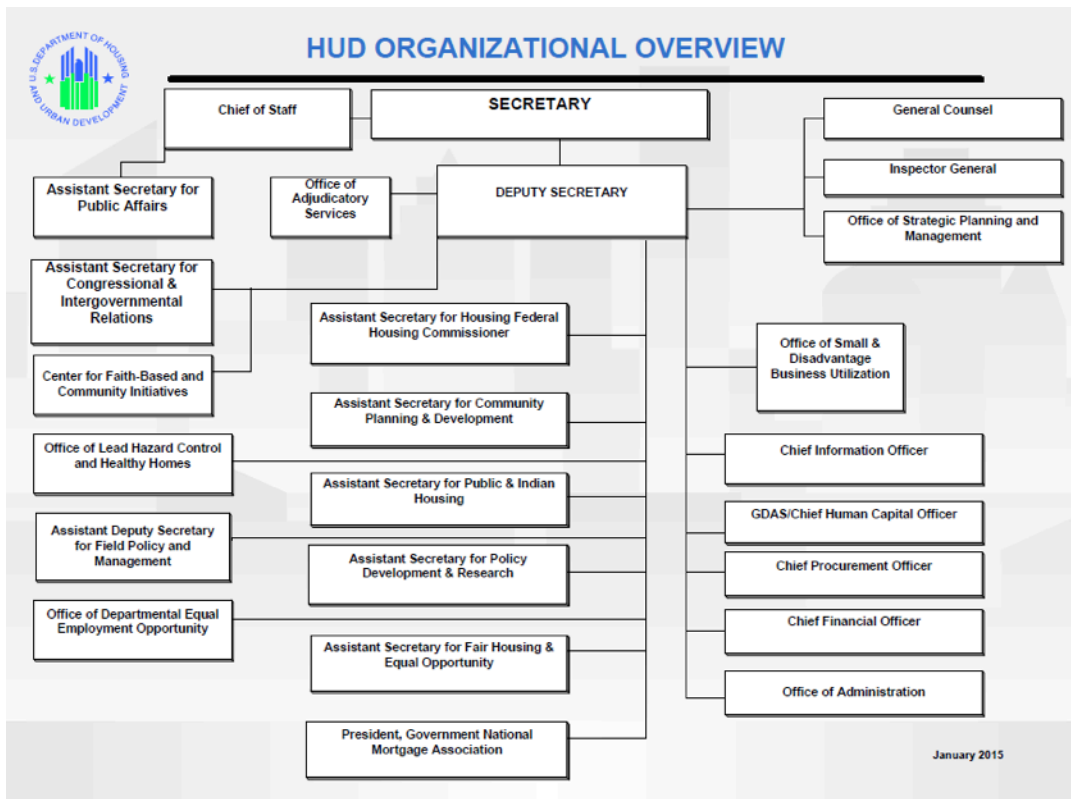 HUD ORGANIZATIONAL OVERVIEW
U.S. DEPARTMENT OF HOUSING
AND URBAN DEVELOPMENT
Chief of Staff
SECRETARY
General Counsel
Inspector General
Office of Strategic Planning and
Management
Assistant Secretary for
Public Affairs
Office of
Adjudicatory
Services
DEPUTY SECRETARY
Assistant Secretary for
Congressional &
Intergovernmental
Relations
Center for Faith-Based and
Community Initiatives
Office of Lead Hazard Control
and Healthy Homes
Assistant Deputy Secretary
for Field Policy and
Management
Office of Departmental Equal
Employment Opportunity
Assistant Secretary for Housing Federal
Housing Commissioner
Assistant Secretary for Community
Planning & Development
Assistant Secretary for Public & Indian
Housing
Assistant Secretary for Policy
Development & Research
Assistant Secretary for Fair Housing &
Equal Opportunity
President, Government National
Mortgage Association
Office of Small &
Disadvantage
Business Utilization
Chief Information Officer
GDAS/Chief Human Capital Officer
Chief Procurement Officer
Chief Financial Officer
Office of Administration
January 2015